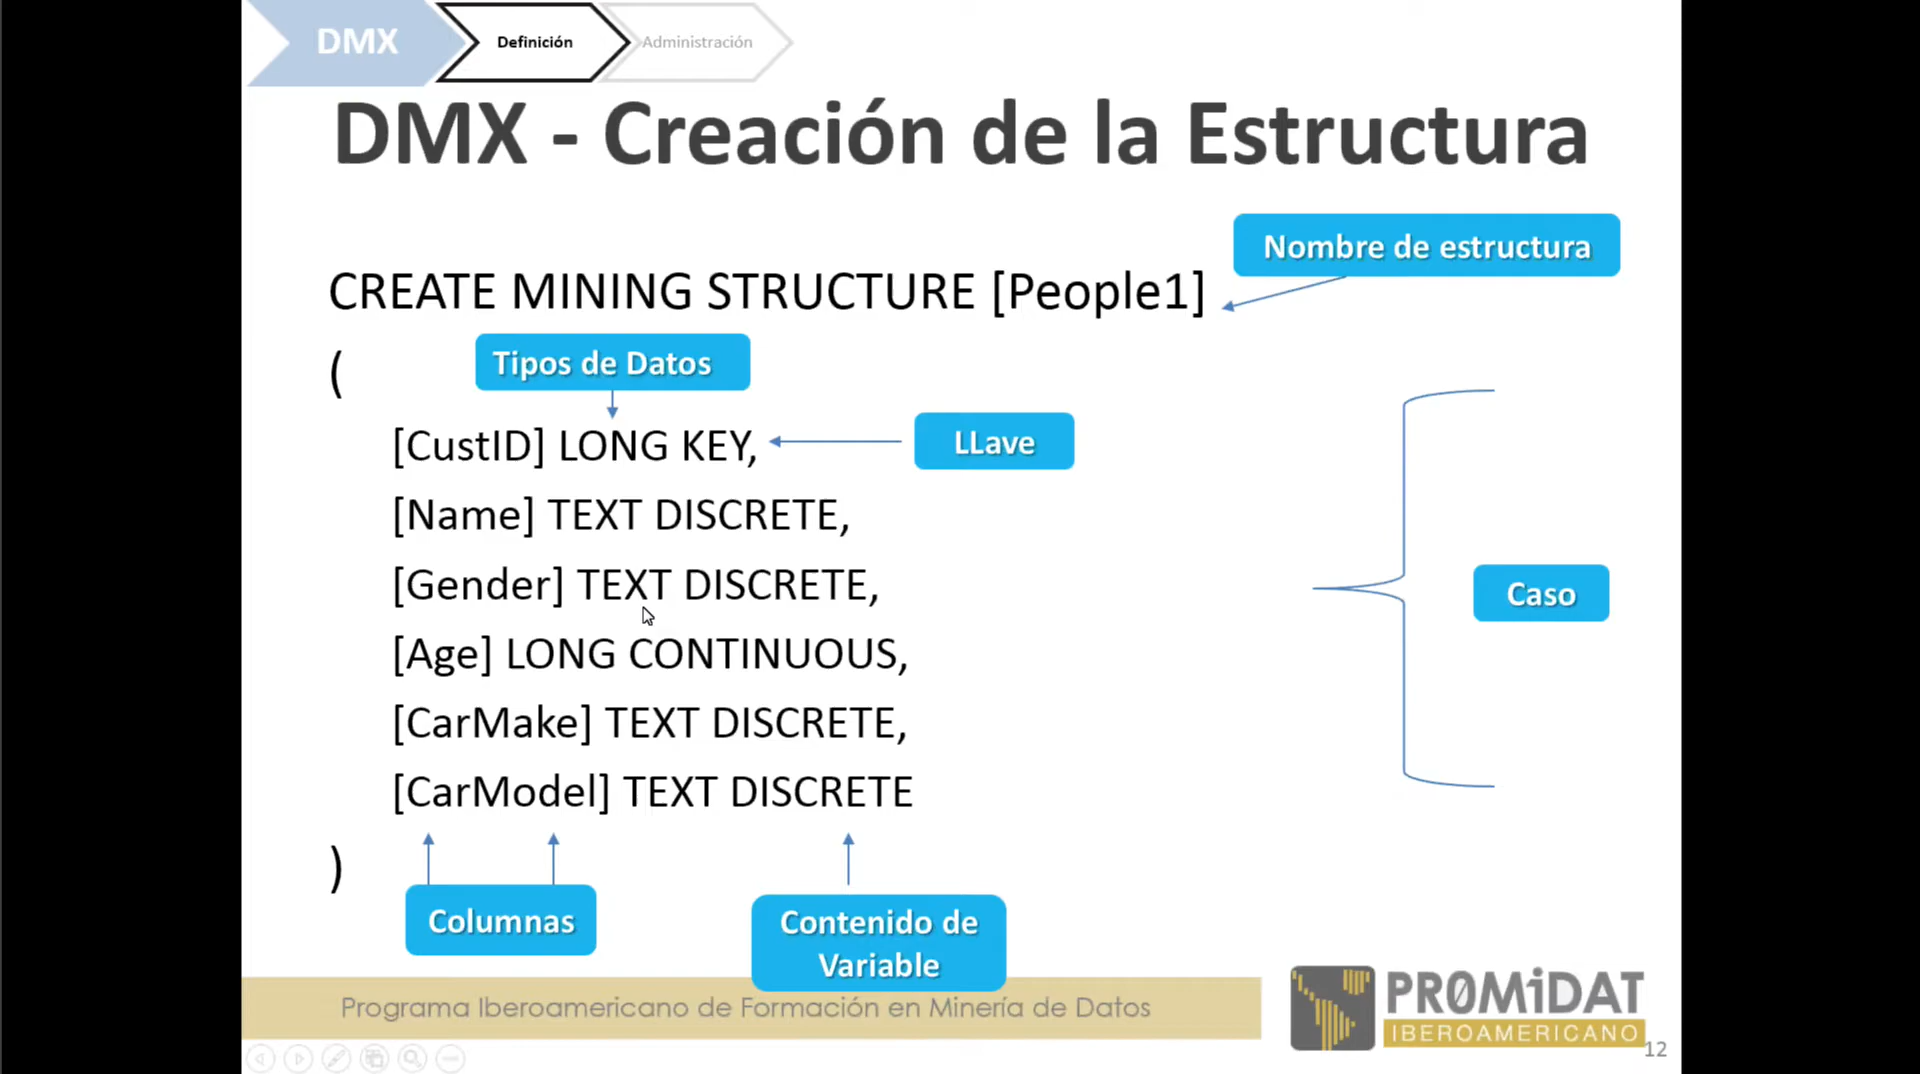 DMX
Definición
Administración
DMX - Creación de la Estructura
Nombre de estructura
CREATE MINING STRUCTURE [People1]
Tipos de Datos
(
[CustID] LONG KEY,
LLave
[Name] TEXT DISCRETE,
[Gender] TEXT DISCRETE,
Caso
[Age] LONG CONTINUOUS,
[CarMake] TEXT DISCRETE,
[CarModel] TEXT DISCRETE
)
Columnas
Contenido de
Variable
Programa Iberoamericano de Formación en Minería de Datos
PR0MiDAT
IBEROAMERICANO
12